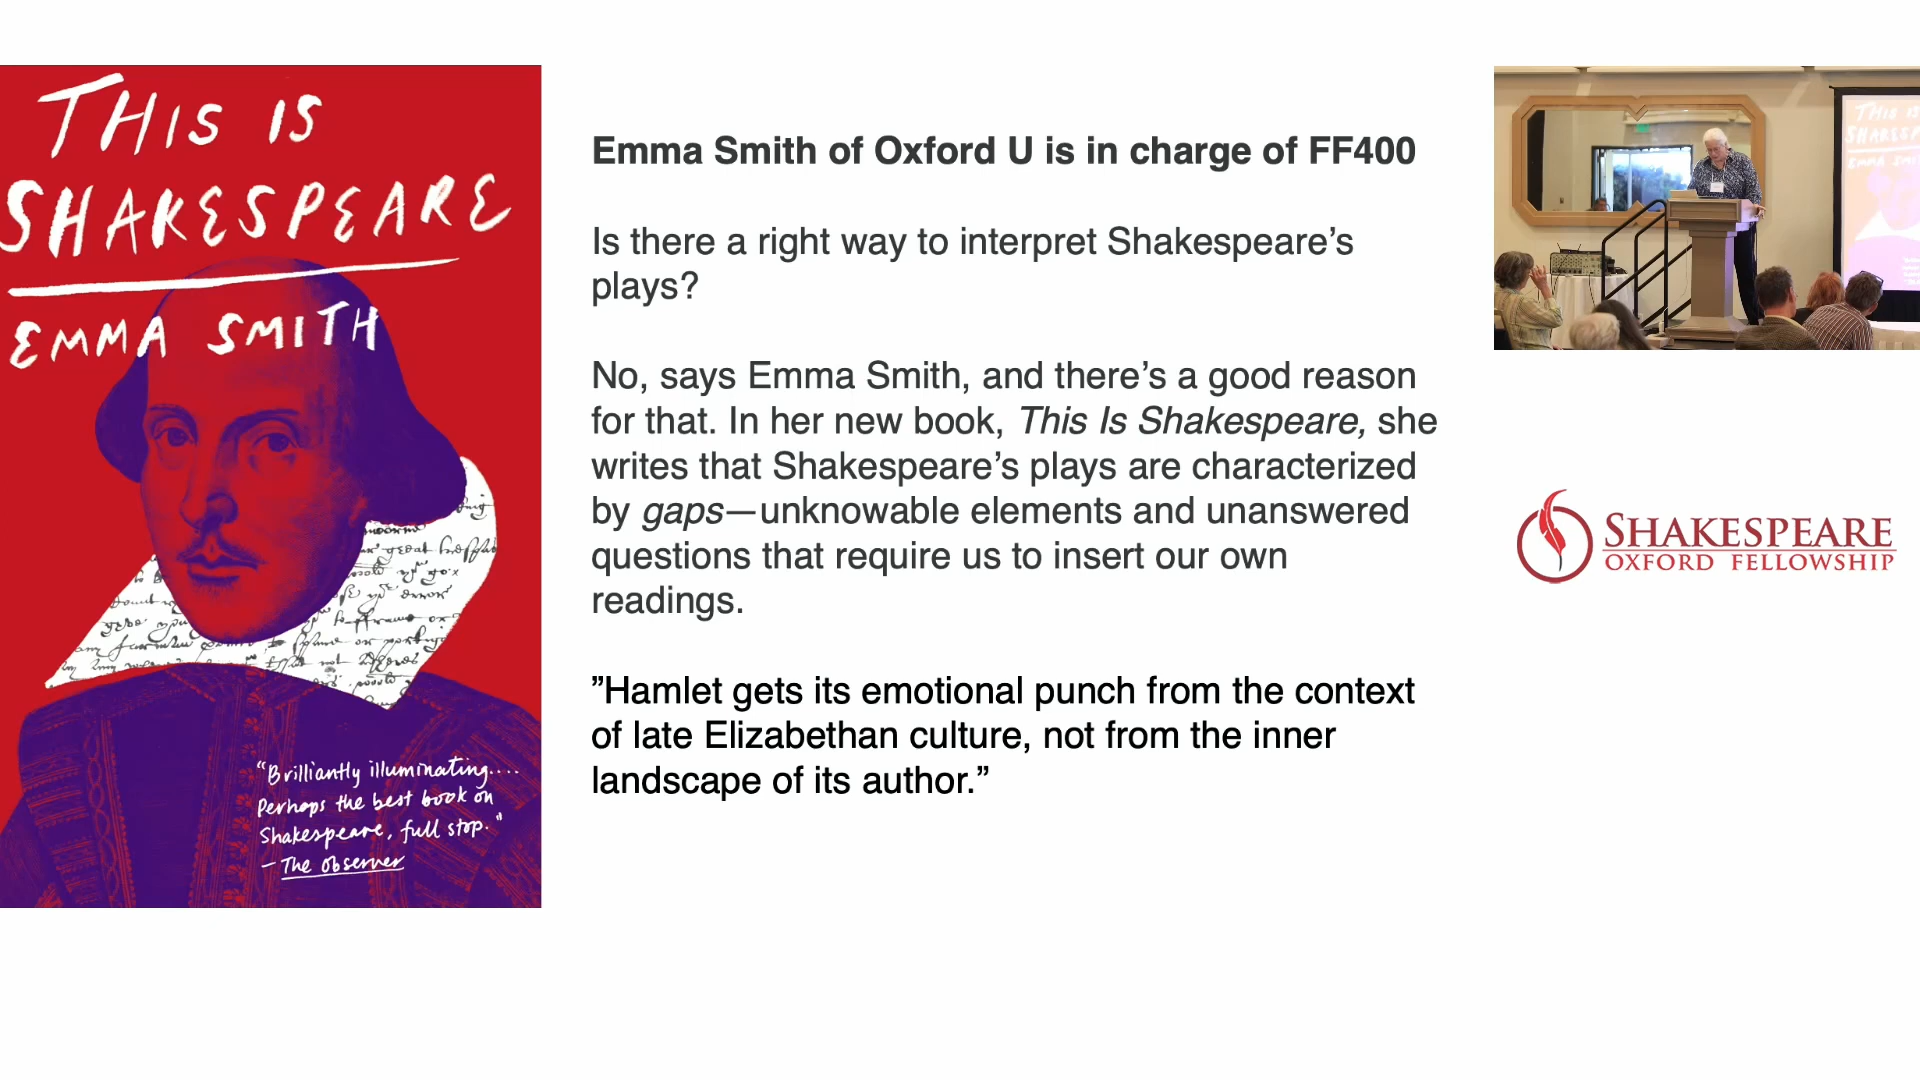 THIS IS
SHAKESPEARE
EMMA SMITH
"Brilliantly illuminating....
Perhaps the best book on
Shakespeare, full stop."
— The Observer
Emma Smith of Oxford U is in charge of FF400
Is there a right way to interpret Shakespeare’s
plays?
No, says Emma Smith, and there’s a good reason
for that. In her new book, This Is Shakespeare, she
writes that Shakespeare’s plays are characterized
by gaps—unknowable elements and unanswered
questions that require us to insert our own
readings.
”Hamlet gets its emotional punch from the context
of late Elizabethan culture, not from the inner
landscape of its author.”
THIS IS
EMMA SMI
SHAKESPEARE
OXFORD FELLOWSHIP